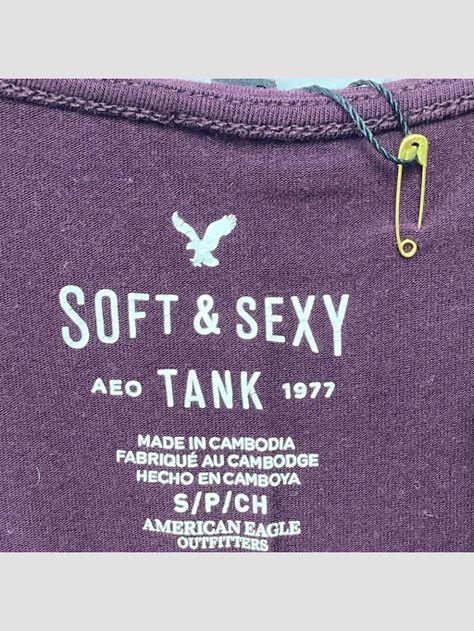 SOFT & SEXY
AEO TANK 1977
MADE IN CAMBODIA
FABRIQUÉ AU CAMBODGE
HECHO EN CAMBOYA
S/P/CH
AMERICAN EAGLE
OUTFITTERS